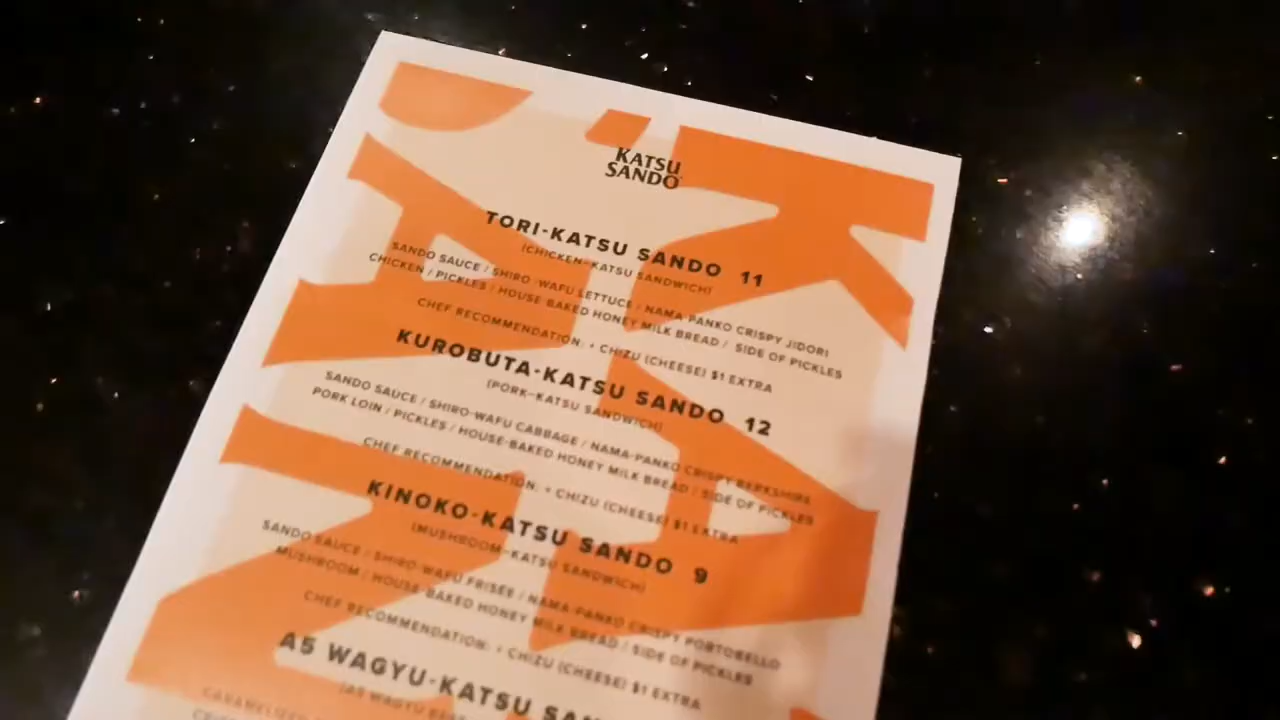 KATSU
SANDO
TORI-KATSU SANDO 11
(CHICKEN-KATSU SANDWICH)
SANDO SAUCE / SHIRO-WAFU LETTUCE / NAMA-PANKO CRISPY JIDORI
CHICKEN / PICKLES / HOUSE-BAKED HONEY MILK BREAD / SIDE OF PICKLES
CHEF RECOMMENDATION: + CHIZU (CHEESE) $1 EXTRA
KUROBUTA-KATSU SANDO 12
(PORK-KATSU SANDWICH)
SANDO SAUCE / SHIRO-WAFU CABBAGE / NAMA-PANKO CRISPY BERKSHIRE
PORK LOIN / PICKLES / HOUSE-BAKED HONEY MILK BREAD / SIDE OF PICKLES
CHEF RECOMMENDATION: + CHIZU (CHEESE) $1 EXTRA
KINOKO-KATSU SANDO 9
(MUSHROOM-KATSU SANDWICH)
SANDO SAUCE / SHIRO-WAFU FRISÉE / NAMA-PANKO CRISPY PORTOBELLO
MUSHROOM / HOUSE-BAKED HONEY MILK BREAD / SIDE OF PICKLES
CHEF RECOMMENDATION: + CHIZU (CHEESE) $1 EXTRA
A5 WAGYU-KATSU
(A5 WAGYU
CARAMELIZED